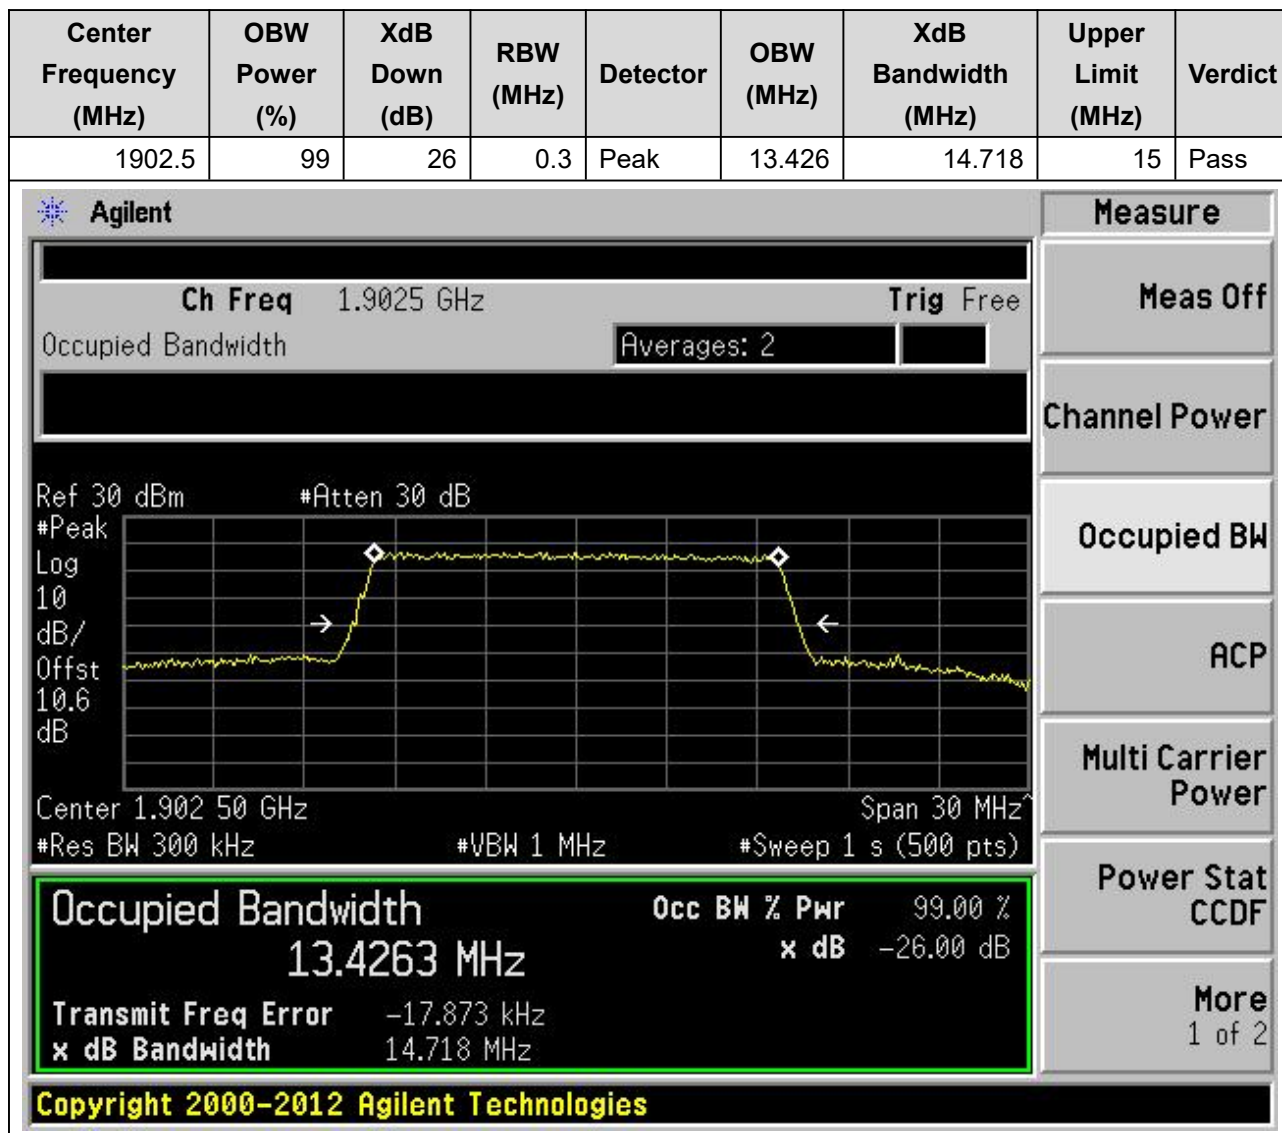 Center Frequency (MHz) OBW Power (%) XdB Down (dB) RBW (MHz) Detector OBW (MHz) XdB Bandwidth (MHz) Upper Limit (MHz) Verdict
1902.5 99 26 0.3 Peak 13.426 14.718 15 Pass
Agilent
Measure
Ch Freq 1.9025 GHz Trig Free
Meas Off
Occupied Bandwidth Averages: 2
Channel Power
Ref 30 dBm #Atten 30 dB
#Peak
Log
10
dB/
Offst
10.6
dB
Occupied BW
ACP
Center 1.902 50 GHz Span 30 MHz^
#Res BW 300 kHz #VBW 1 MHz #Sweep 1 s (500 pts)
Multi Carrier
Power
Occupied Bandwidth Occ BW % Pwr 99.00 %
13.4263 MHz x dB -26.00 dB
Transmit Freq Error -17.873 kHz
x dB Bandwidth 14.718 MHz
Power Stat
CCDF
More
1 of 2
Copyright 2000-2012 Agilent Technologies